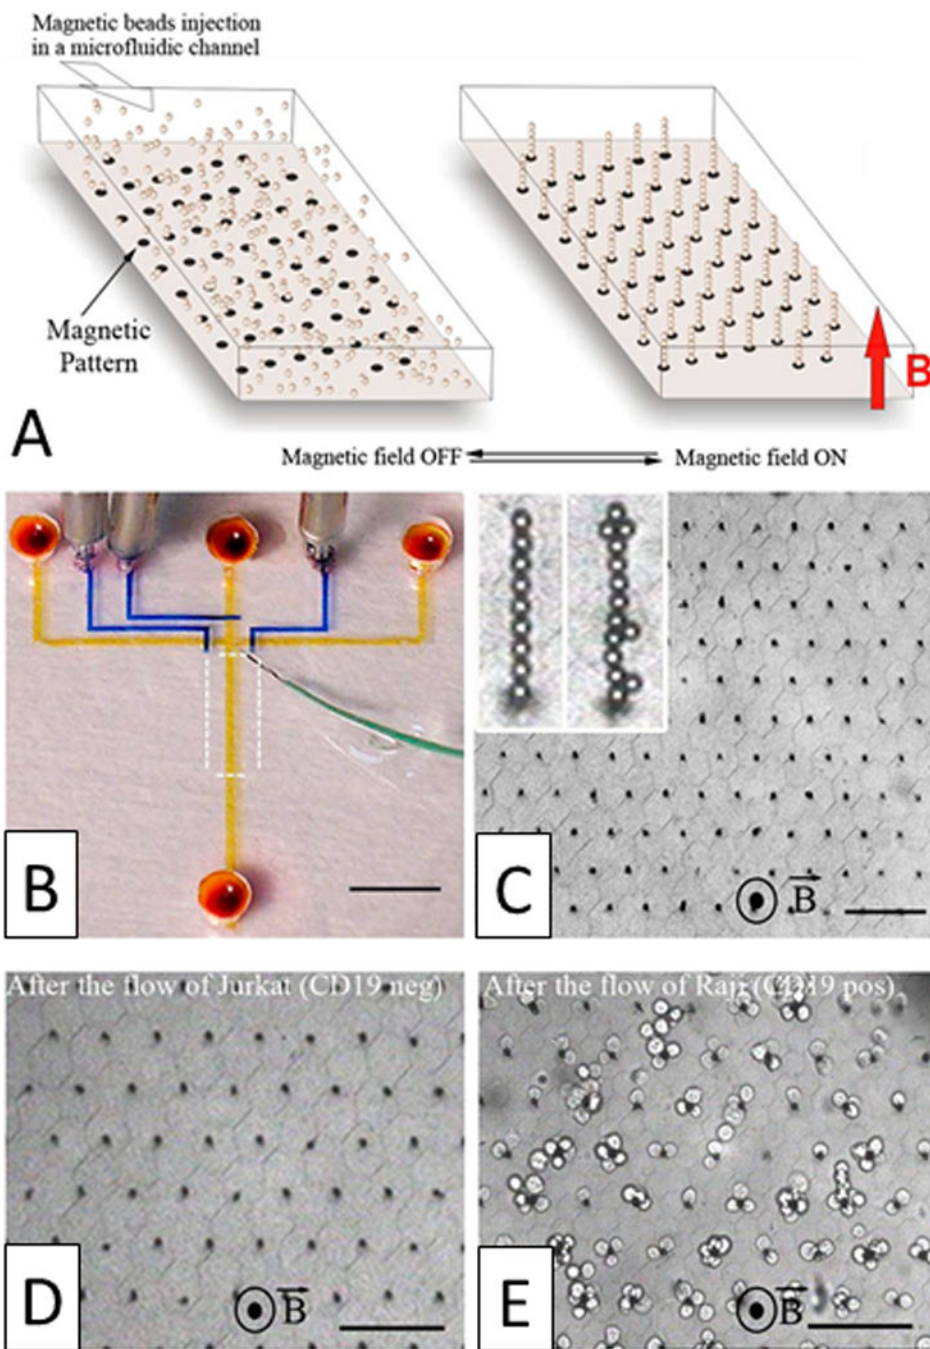 Magnetic beads injection
in a microfluidic channel
Magnetic
Pattern
B
A
Magnetic field OFF
Magnetic field ON
B
C
B
After the flow of Jurkat (CD19 neg)
After the flow of Raji (CD19 pos)
D
B
E
B